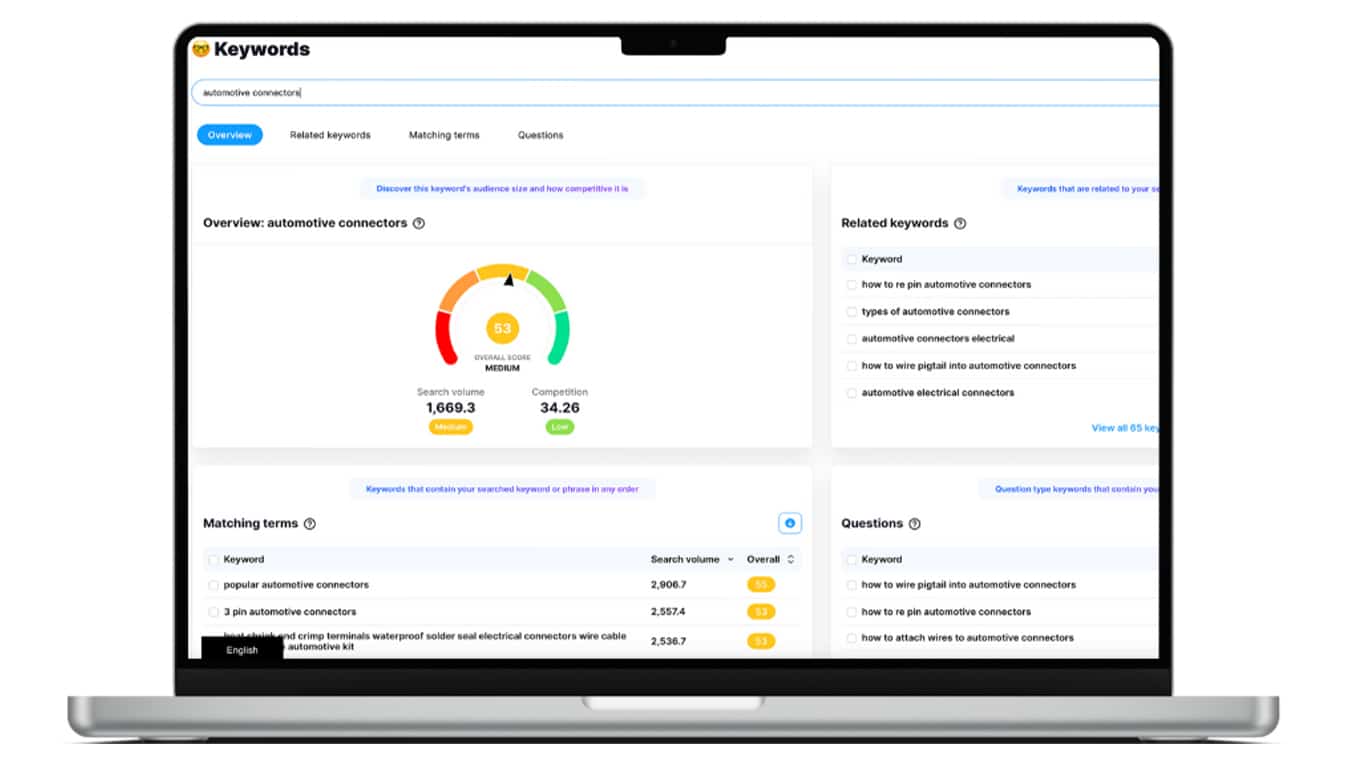 Keywords
automotive connectors
Overview Related keywords Matching terms Questions
Discover this keyword's audience size and how competitive it is
Overview: automotive connectors
53
OVERALL SCORE
MEDIUM
Search volume Competition
1,669.3 34.26
Medium Low
Keywords that are related to your se
Related keywords
Keyword
how to re pin automotive connectors
types of automotive connectors
automotive connectors electrical
how to wire pigtail into automotive connectors
automotive electrical connectors
View all 65 key
Keywords that contain your searched keyword or phrase in any order
Matching terms
Keyword Search volume Overall
popular automotive connectors 2,906.7 55
3 pin automotive connectors 2,557.4 53
heat shrink and crimp terminals waterproof solder seal electrical connectors wire cable
automotive kit 2,536.7 53
English
Question type keywords that contain you
Questions
Keyword
how to wire pigtail into automotive connectors
how to re pin automotive connectors
how to attach wires to automotive connectors